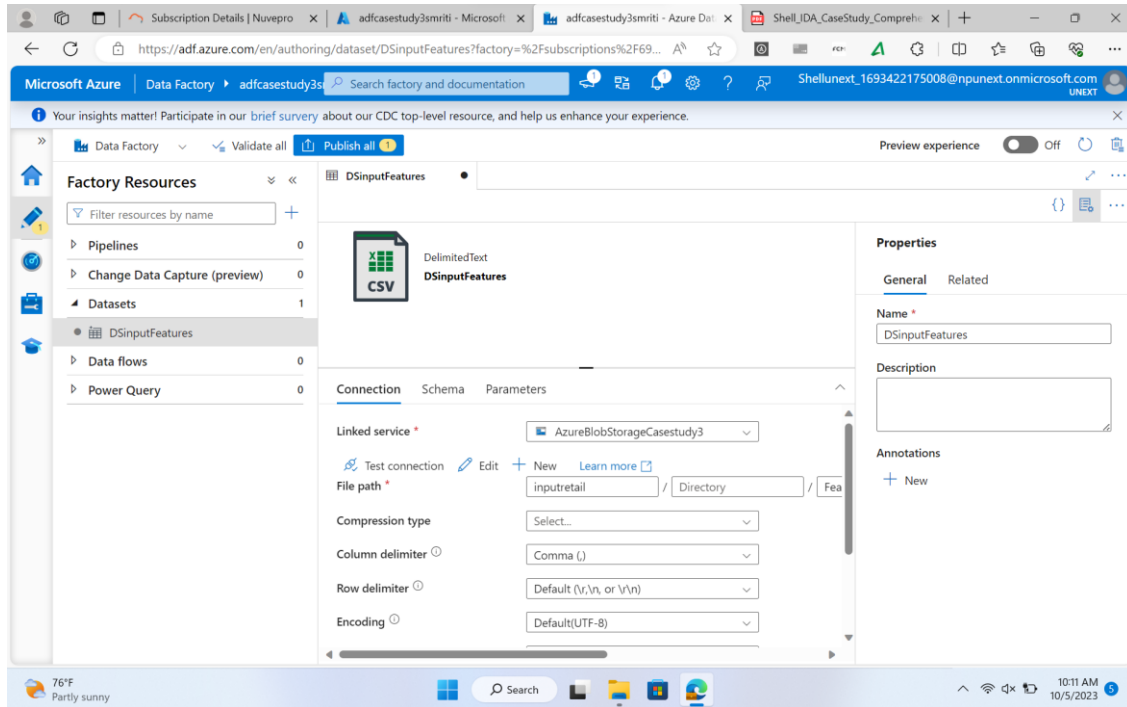 Subscription Details | Nuvepro
adfcasestudy3smriti - Microsoft
adfcasestudy3smriti - Azure Dat
Shell_IDA_CaseStudy_Comprehe
https://adf.azure.com/en/authoring/dataset/DSInputFeatures?factory=%2Fsubscriptions%2F69...
Microsoft Azure
Data Factory
adfcasestudy3s
Search factory and documentation
1
1
Shellunext_1693422175008@npunext.onmicrosoft.com
UNEXT
Your insights matter! Participate in our brief survery about our CDC top-level resource, and help us enhance your experience.
Data Factory
Validate all
Publish all 1
Preview experience
Off
1
Factory Resources
Filter resources by name
Pipelines 0
Change Data Capture (preview) 0
Datasets 1
DSinputFeatures
Data flows 0
Power Query 0
DSinputFeatures
CSV
DelimitedText
DSinputFeatures
Connection Schema Parameters
Linked service *
AzureBlobStorageCasestudy3
Test connection Edit New Learn more
File path *
inputretail / Directory / Fea
Compression type
Select...
Column delimiter
Comma (,)
Row delimiter
Default (\r,\n, or \r\n)
Encoding
Default(UTF-8)
Properties
General Related
Name *
DSinputFeatures
Description
Annotations
New
76°F
Partly sunny
Search
10:11 AM
10/5/2023
5